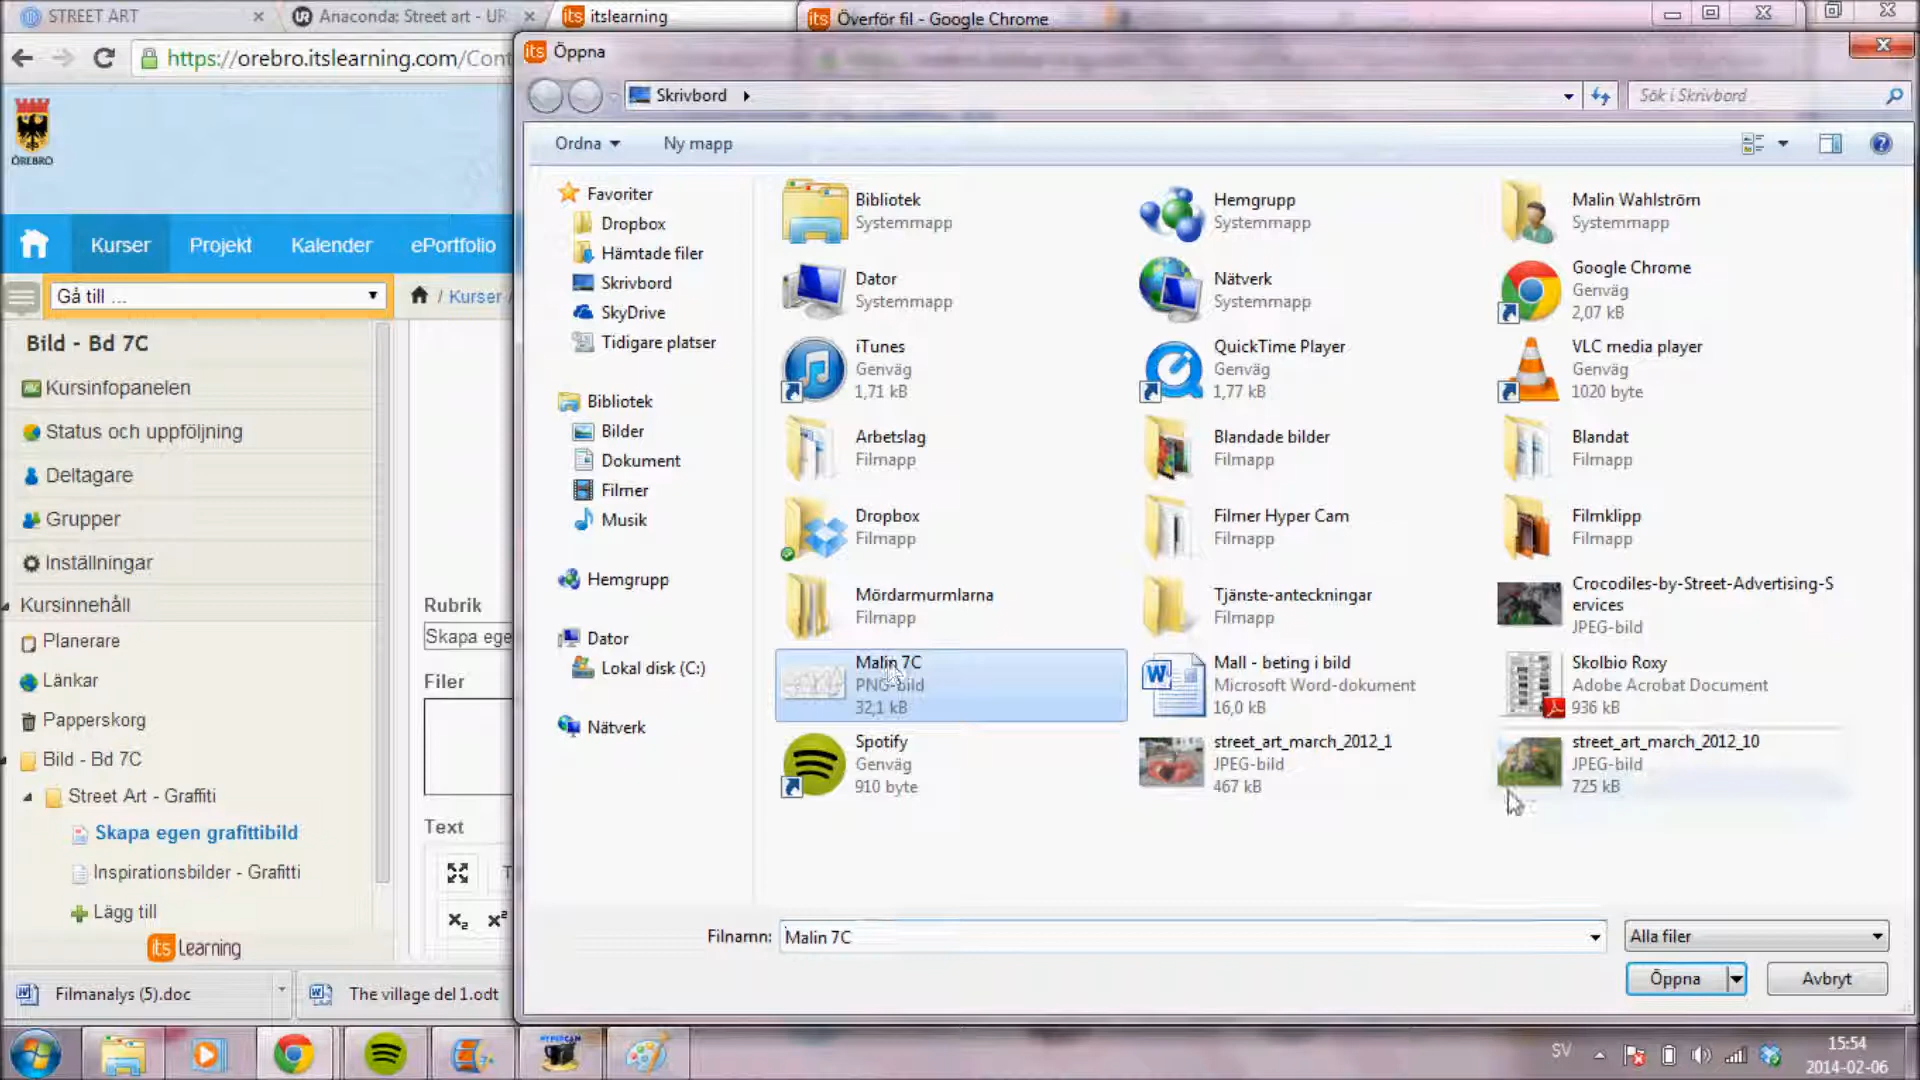 STREET ART
Anaconda: Street art - UR
its itslearning
its Överför fil - Google Chrome
its Öppna
https://orebro.itslearning.com/Cont
Skrivbord
Sök i Skrivbord
ÖREBRO
Ordna
Ny mapp
Kurser
Projekt
Kalender
ePortfolio
Gå till ...
/ Kurser /
Bild - Bd 7C
Kursinfopanelen
Status och uppföljning
Deltagare
Grupper
Inställningar
Kursinnehåll
Planerare
Länkar
Papperskorg
Bild - Bd 7C
Street Art - Graffiti
Skapa egen grafittibild
Inspirationsbilder - Grafitti
Lägg till
its Learning
Rubrik
Skapa ege
Filer
Text
x₂ x²
Favoriter
Dropbox
Hämtade filer
Skrivbord
SkyDrive
Tidigare platser
Bibliotek
Bilder
Dokument
Filmer
Musik
Hemgrupp
Dator
Lokal disk (C:)
Nätverk
Bibliotek
Systemmapp
Hemgrupp
Systemmapp
Malin Wahlström
Systemmapp
Dator
Systemmapp
Nätverk
Systemmapp
Google Chrome
Genväg
2,07 kB
iTunes
Genväg
1,71 kB
QuickTime Player
Genväg
1,77 kB
VLC media player
Genväg
1020 byte
Arbetslag
Filmapp
Blandade bilder
Filmapp
Blandat
Filmapp
Dropbox
Filmapp
Filmer Hyper Cam
Filmapp
Filmklipp
Filmapp
Mördarmurmlarna
Filmapp
Tjänste-anteckningar
Filmapp
Crocodiles-by-Street-Advertising-S
ervices
JPEG-bild
Malin 7C
PNG-bild
32,1 kB
Mall - beting i bild
Microsoft Word-dokument
16,0 kB
Skolbio Roxy
Adobe Acrobat Document
936 kB
Spotify
Genväg
910 byte
street_art_march_2012_1
JPEG-bild
467 kB
street_art_march_2012_10
JPEG-bild
725 kB
Filnamn:
Malin 7C
Alla filer
Öppna
Avbryt
Filmanalys (5).doc
The village del 1.odt
HYPERCAM
SV
15:54
2014-02-06